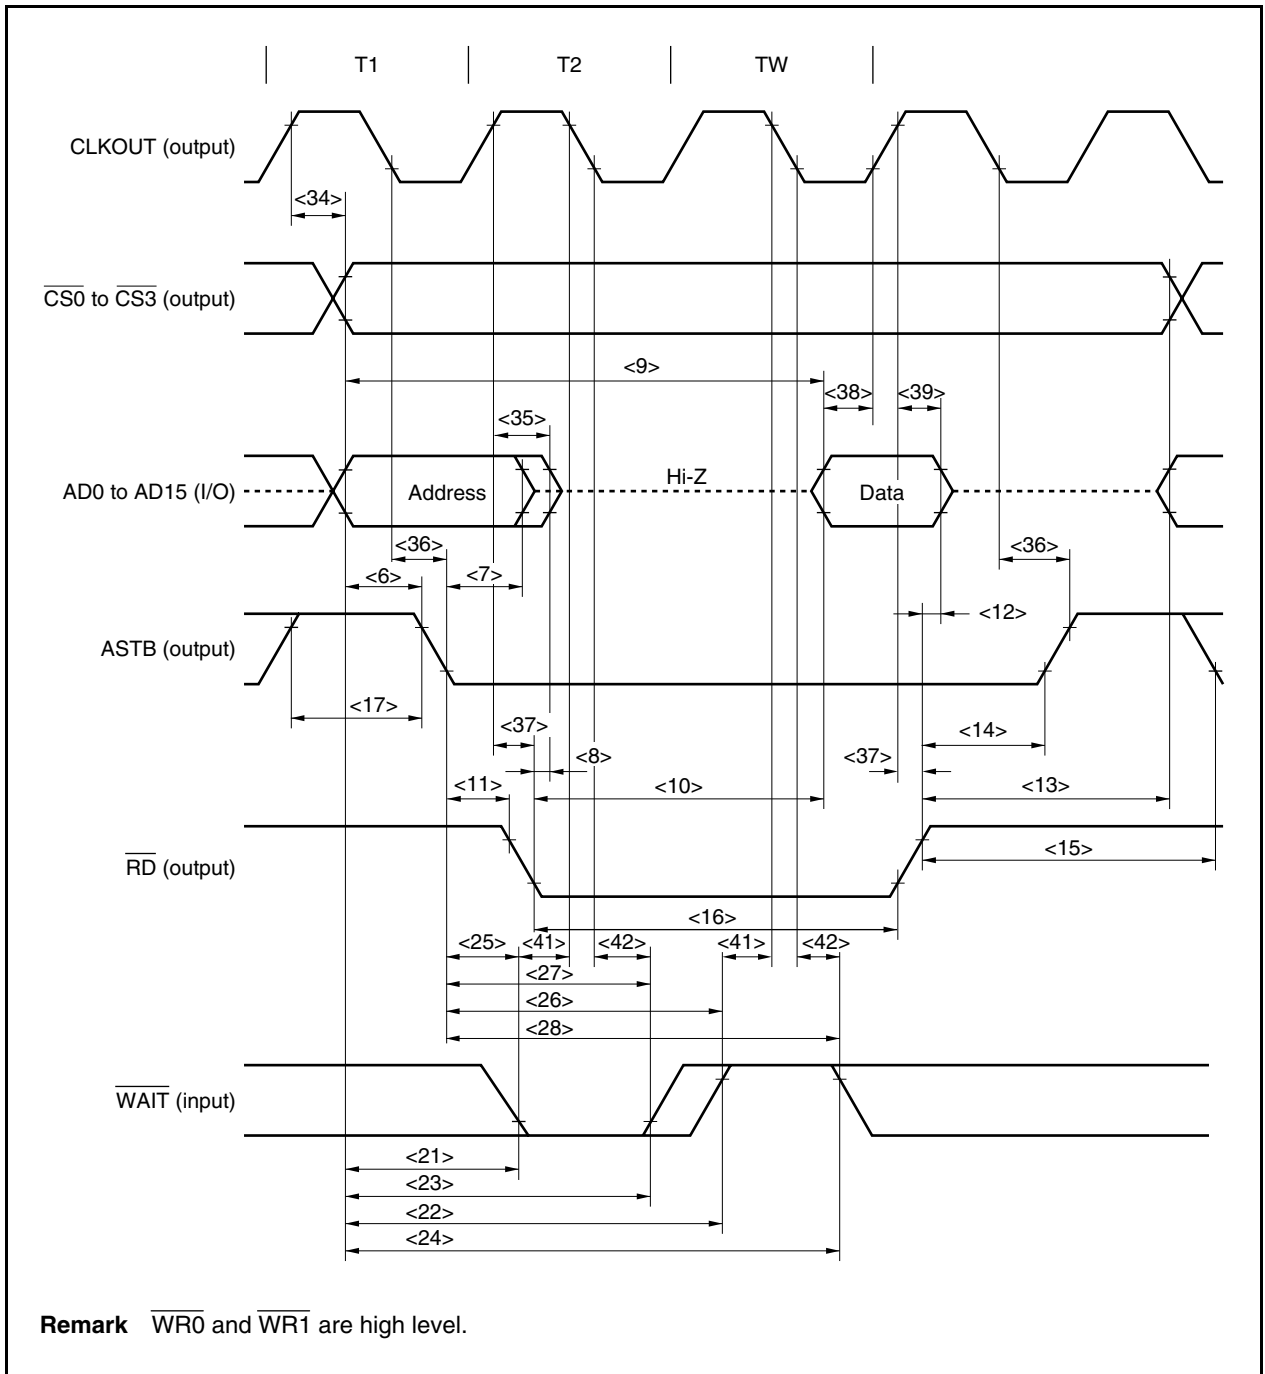 T1 T2 TW
CLKOUT (output)
<34>
CS0 to CS3 (output)
<9>
<38> <39>
<35>
AD0 to AD15 (I/O) Address Hi-Z Data
<36> <36>
<6> <7>
<12>
ASTB (output)
<17>
<37> <14>
<8> <37>
<11> <10> <13>
<15>
RD (output)
<16>
<25> <41> <42> <41> <42>
<27>
<26>
<28>
WAIT (input)
<21>
<23>
<22>
<24>
Remark WR0 and WR1 are high level.